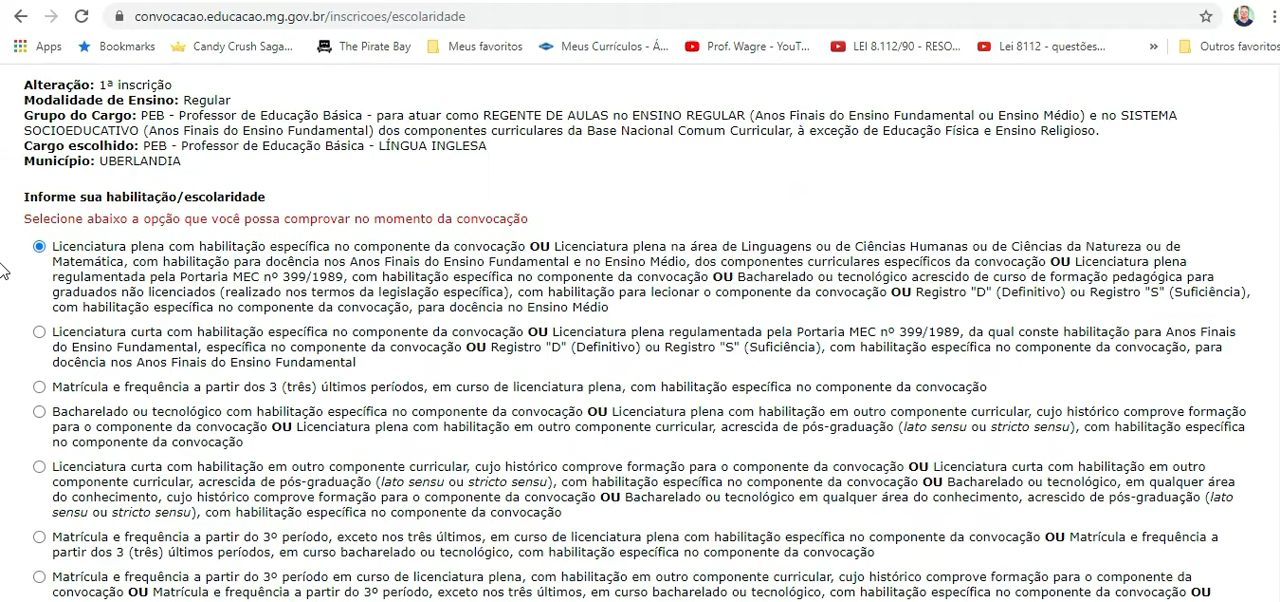 convocacao.educacao.mg.gov.br/inscricoes/escolaridade
Apps Bookmarks Candy Crush Saga... The Pirate Bay Meus favoritos Meus Currículos - Á... Prof. Wagre - YouT... LEI 8.112/90 - RESO... Lei 8112 - questões... » Outros favoritos
Alteração: 1ª inscrição
Modalidade de Ensino: Regular
Grupo do Cargo: PEB - Professor de Educação Básica - para atuar como REGENTE DE AULAS no ENSINO REGULAR (Anos Finais do Ensino Fundamental ou Ensino Médio) e no SISTEMA
SOCIOEDUCATIVO (Anos Finais do Ensino Fundamental) dos componentes curriculares da Base Nacional Comum Curricular, à exceção de Educação Física e Ensino Religioso.
Cargo escolhido: PEB - Professor de Educação Básica - LÍNGUA INGLESA
Município: UBERLANDIA
Informe sua habilitação/escolaridade
Selecione abaixo a opção que você possa comprovar no momento da convocação
Licenciatura plena com habilitação específica no componente da convocação OU Licenciatura plena na área de Linguagens ou de Ciências Humanas ou de Ciências da Natureza ou de
Matemática, com habilitação para docência nos Anos Finais do Ensino Fundamental e no Ensino Médio, dos componentes curriculares específicos da convocação OU Licenciatura plena
regulamentada pela Portaria MEC nº 399/1989, com habilitação específica no componente da convocação OU Bacharelado ou tecnológico acrescido de curso de formação pedagógica para
graduados não licenciados (realizado nos termos da legislação específica), com habilitação para lecionar o componente da convocação OU Registro "D" (Definitivo) ou Registro "S" (Suficiência),
com habilitação específica no componente da convocação, para docência no Ensino Médio
Licenciatura curta com habilitação específica no componente da convocação OU Licenciatura plena regulamentada pela Portaria MEC nº 399/1989, da qual conste habilitação para Anos Finais
do Ensino Fundamental, específica no componente da convocação OU Registro "D" (Definitivo) ou Registro "S" (Suficiência), com habilitação específica no componente da convocação, para
docência nos Anos Finais do Ensino Fundamental
Matrícula e frequência a partir dos 3 (três) últimos períodos, em curso de licenciatura plena, com habilitação específica no componente da convocação
Bacharelado ou tecnológico com habilitação específica no componente da convocação OU Licenciatura plena com habilitação em outro componente curricular, cujo histórico comprove formação
para o componente da convocação OU Licenciatura plena com habilitação em outro componente curricular, acrescida de pós-graduação (lato sensu ou stricto sensu), com habilitação específica
no componente da convocação
Licenciatura curta com habilitação em outro componente curricular, cujo histórico comprove formação para o componente da convocação OU Licenciatura curta com habilitação em outro
componente curricular, acrescida de pós-graduação (lato sensu ou stricto sensu), com habilitação específica no componente da convocação OU Bacharelado ou tecnológico, em qualquer área
do conhecimento, cujo histórico comprove formação para o componente da convocação OU Bacharelado ou tecnológico em qualquer área do conhecimento, acrescido de pós-graduação (lato
sensu ou stricto sensu), com habilitação específica no componente da convocação
Matrícula e frequência a partir do 3º período, exceto nos três últimos, em curso de licenciatura plena com habilitação específica no componente da convocação OU Matrícula e frequência a
partir dos 3 (três) últimos períodos, em curso bacharelado ou tecnológico, com habilitação específica no componente da convocação
Matrícula e frequência a partir do 3º período em curso de licenciatura plena, com habilitação em outro componente curricular, cujo histórico comprove formação para o componente da
convocação OU Matrícula e frequência a partir do 3º período, exceto nos três últimos, em curso bacharelado ou tecnológico, com habilitação específica no componente da convocação OU